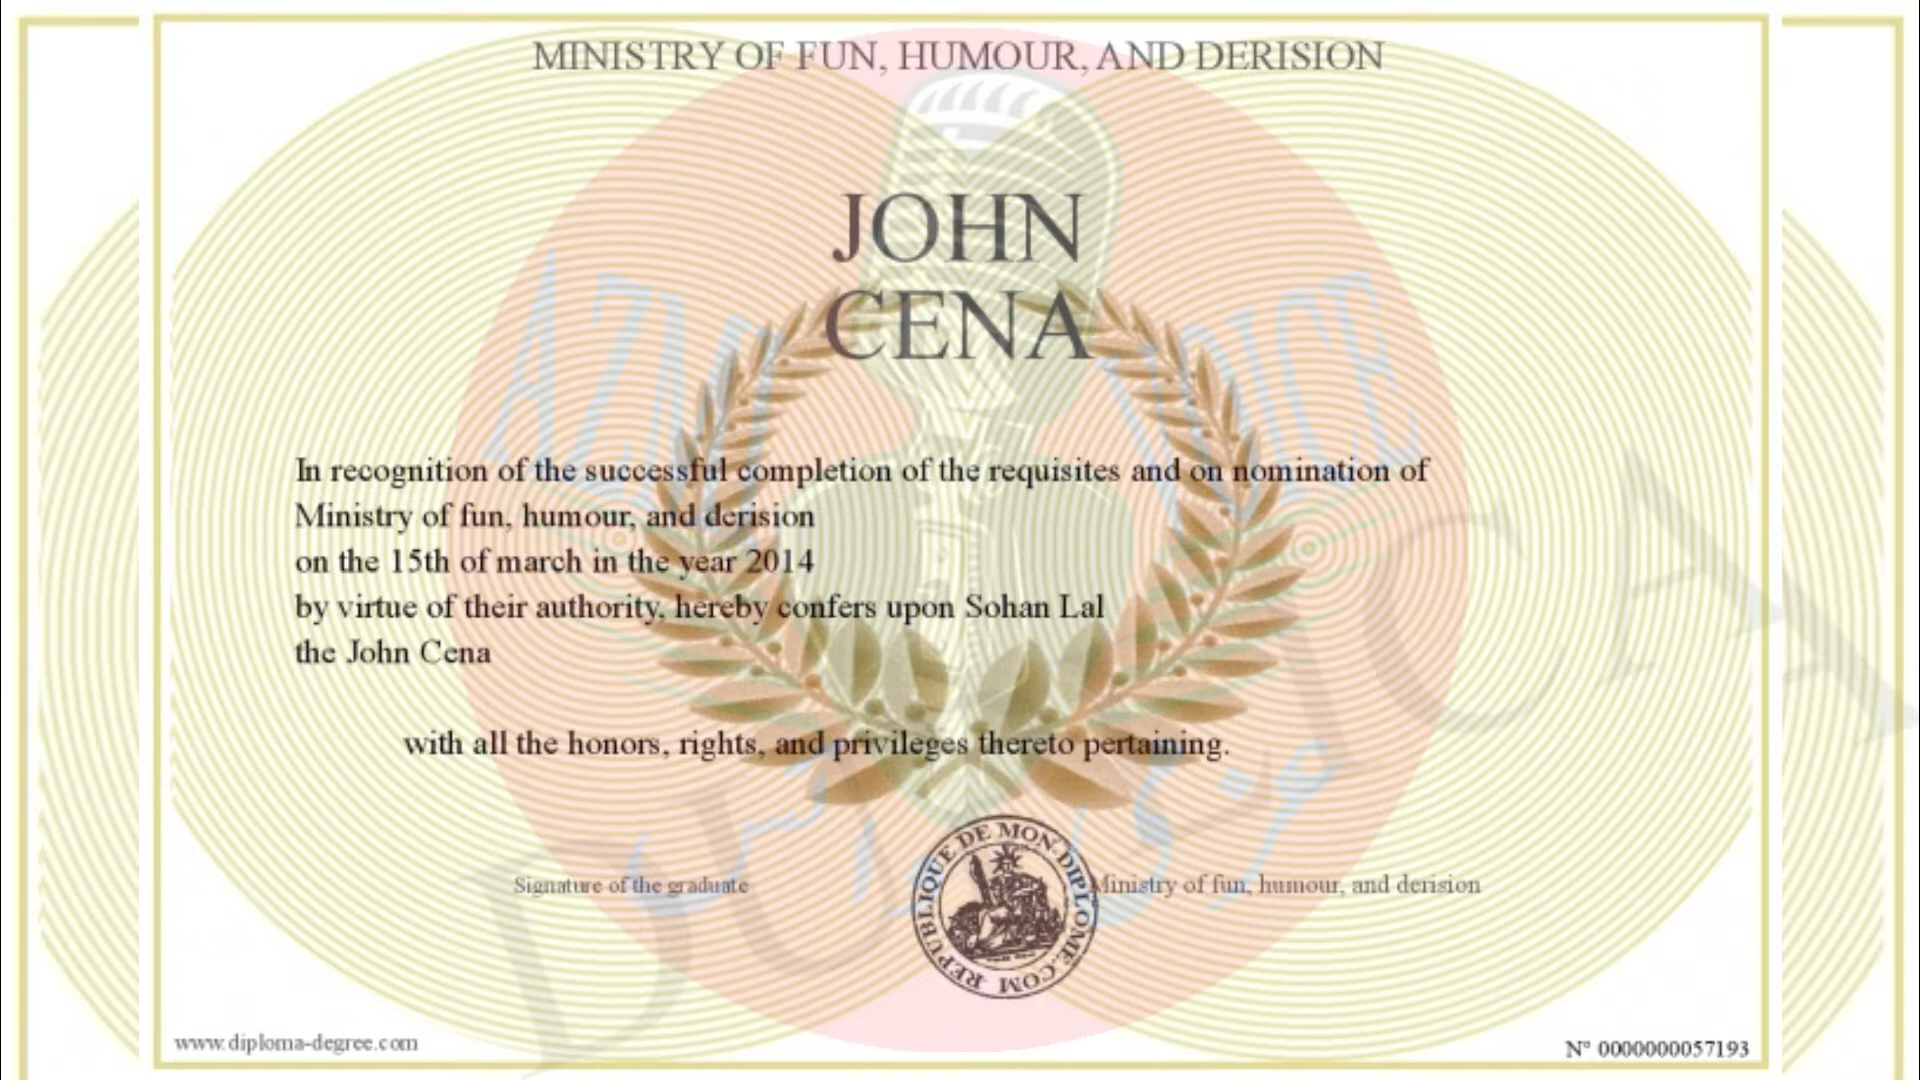 MINISTRY OF FUN, HUMOUR, AND DERISION
JOHN
CENA
In recognition of the successful completion of the requisites and on nomination of
Ministry of fun, humour, and derision
on the 15th of march in the year 2014
by virtue of their authority, hereby confers upon Sohan Lal
the John Cena
with all the honors, rights, and privileges thereto pertaining.
Signature of the graduate
REPUBLIQUE DE MON-DIPLOME.COM
Ministry of fun, humour, and derision
www.diploma-degree.com
N° 0000000057193